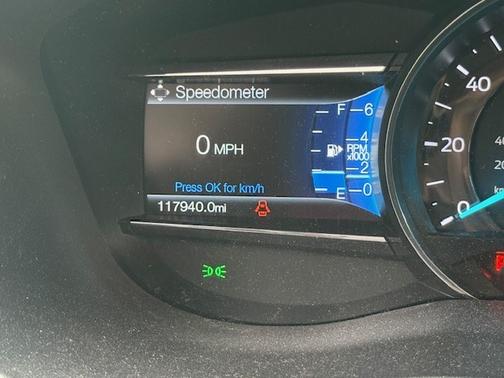 Speedometer
0 MPH
Press OK for km/h
117940.0mi
F
E
6
4
RPM
x1000
2
0
40
20
0